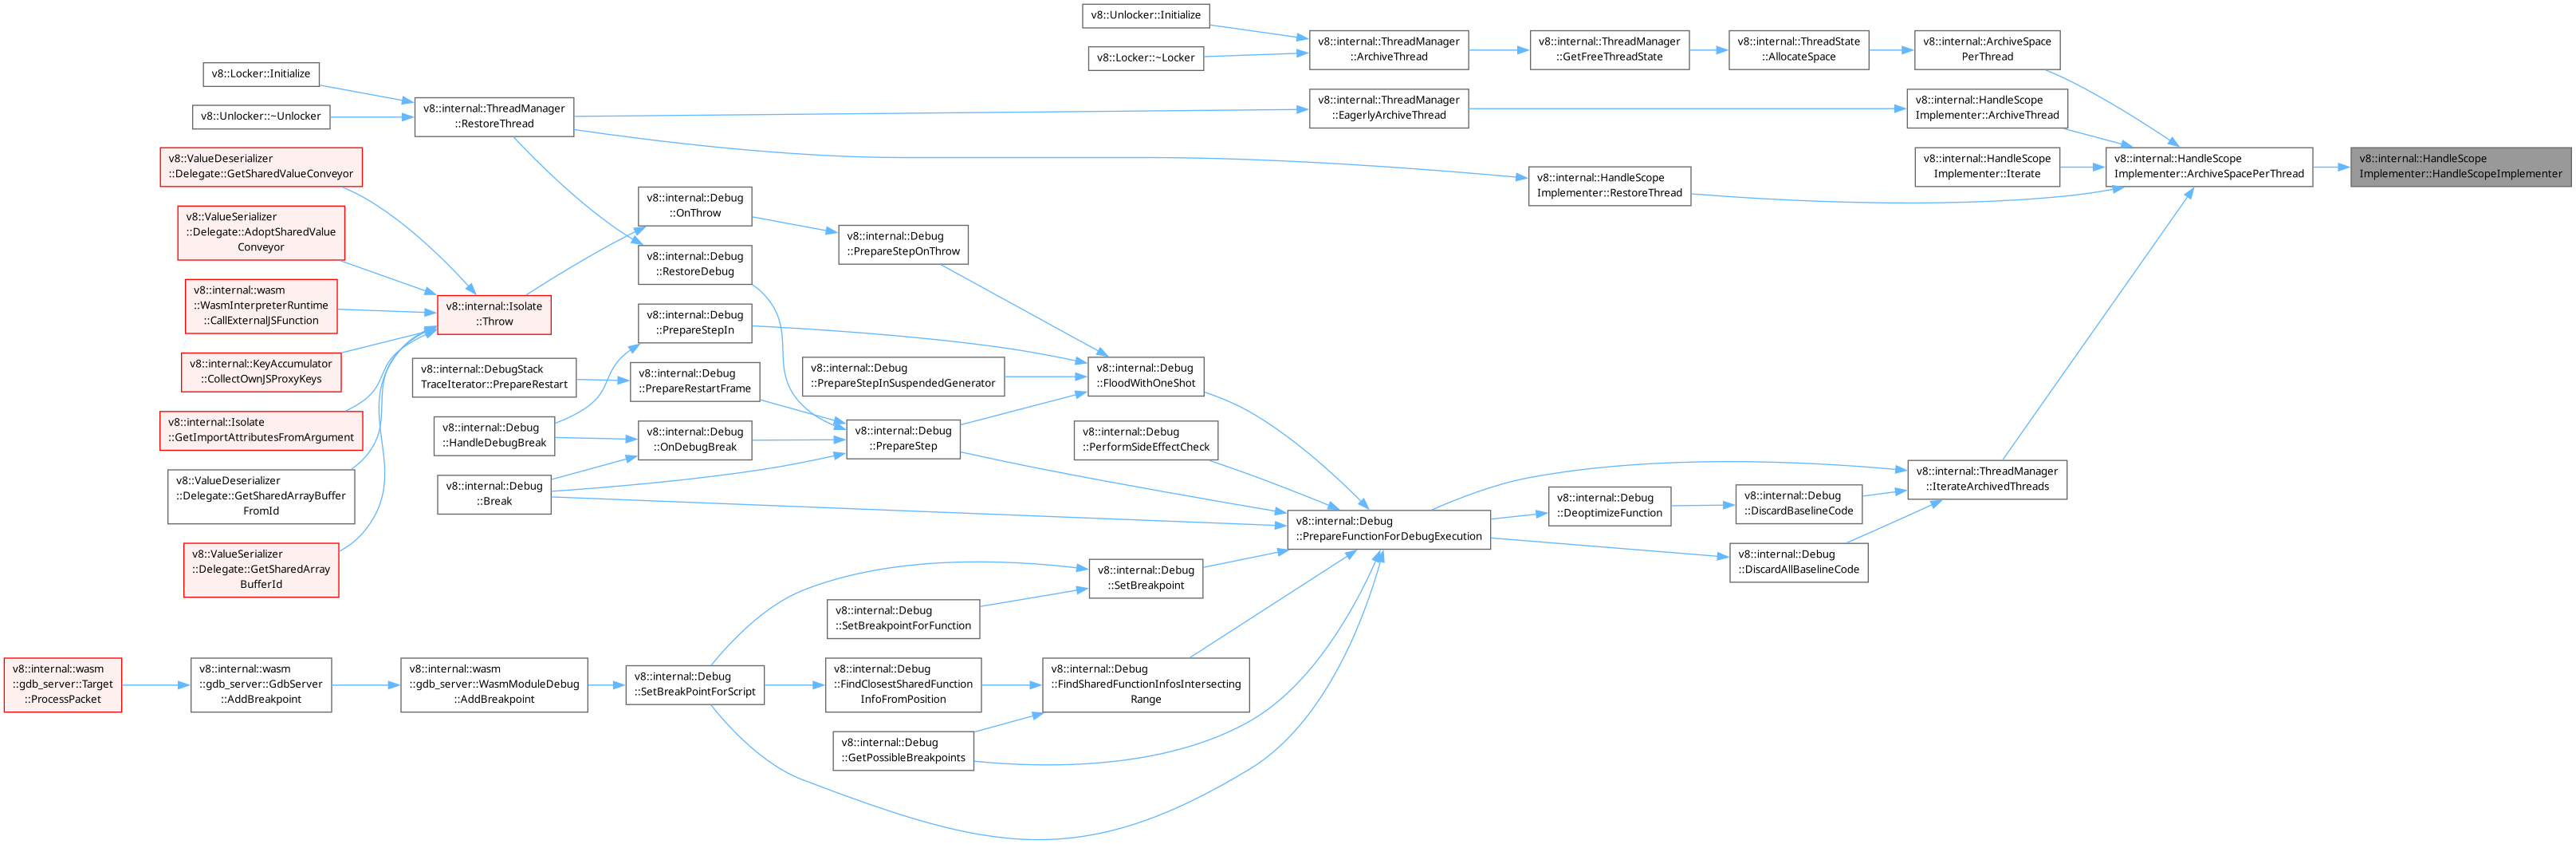 v8::Unlocker::Initialize
v8::Locker::~Locker
v8::internal::ThreadManager
::ArchiveThread
v8::internal::ThreadManager
::GetFreeThreadState
v8::internal::ThreadState
::AllocateSpace
v8::internal::ArchiveSpace
PerThread
v8::Locker::Initialize
v8::Unlocker::~Unlocker
v8::internal::ThreadManager
::RestoreThread
v8::internal::ThreadManager
::EagerlyArchiveThread
v8::internal::HandleScope
Implementer::ArchiveThread
v8::internal::HandleScope
Implementer::Iterate
v8::internal::HandleScope
Implementer::RestoreThread
v8::internal::HandleScope
Implementer::ArchiveSpacePerThread
v8::internal::HandleScope
Implementer::HandleScopeImplementer
v8::ValueDeserializer
::Delegate::GetSharedValueConveyor
v8::ValueSerializer
::Delegate::AdoptSharedValue
Conveyor
v8::internal::wasm
::WasmInterpreterRuntime
::CallExternalJSFunction
v8::internal::KeyAccumulator
::CollectOwnJSProxyKeys
v8::internal::Isolate
::GetImportAttributesFromArgument
v8::ValueDeserializer
::Delegate::GetSharedArrayBuffer
FromId
v8::ValueSerializer
::Delegate::GetSharedArray
BufferId
v8::internal::Isolate
::Throw
v8::internal::Debug
::OnThrow
v8::internal::Debug
::RestoreDebug
v8::internal::Debug
::PrepareStepOnThrow
v8::internal::Debug
::PrepareStepIn
v8::internal::DebugStack
TraceIterator::PrepareRestart
v8::internal::Debug
::PrepareRestartFrame
v8::internal::Debug
::PrepareStepInSuspendedGenerator
v8::internal::Debug
::FloodWithOneShot
v8::internal::Debug
::HandleDebugBreak
v8::internal::Debug
::OnDebugBreak
v8::internal::Debug
::PrepareStep
v8::internal::Debug
::PerformSideEffectCheck
v8::internal::Debug
::Break
v8::internal::Debug
::PrepareFunctionForDebugExecution
v8::internal::Debug
::DeoptimizeFunction
v8::internal::Debug
::DiscardBaselineCode
v8::internal::ThreadManager
::IterateArchivedThreads
v8::internal::Debug
::DiscardAllBaselineCode
v8::internal::Debug
::SetBreakpoint
v8::internal::Debug
::SetBreakpointForFunction
v8::internal::wasm
::gdb_server::Target
::ProcessPacket
v8::internal::wasm
::gdb_server::GdbServer
::AddBreakpoint
v8::internal::wasm
::gdb_server::WasmModuleDebug
::AddBreakpoint
v8::internal::Debug
::SetBreakPointForScript
v8::internal::Debug
::FindClosestSharedFunction
InfoFromPosition
v8::internal::Debug
::FindSharedFunctionInfosIntersecting
Range
v8::internal::Debug
::GetPossibleBreakpoints